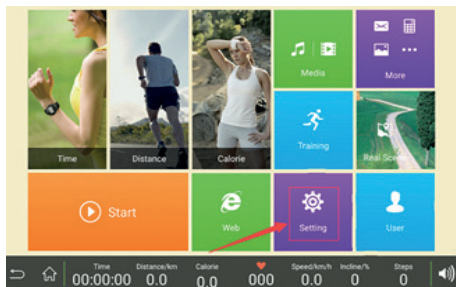 Media
More
Time
Distance
Calorie
Training
Real Scene
Start
Web
Setting
User
Time
Distance/km
Calorie
Speed/km/h
Incline/%
Steps
00:00:00
0.0
0.0
000
0.0
0
0